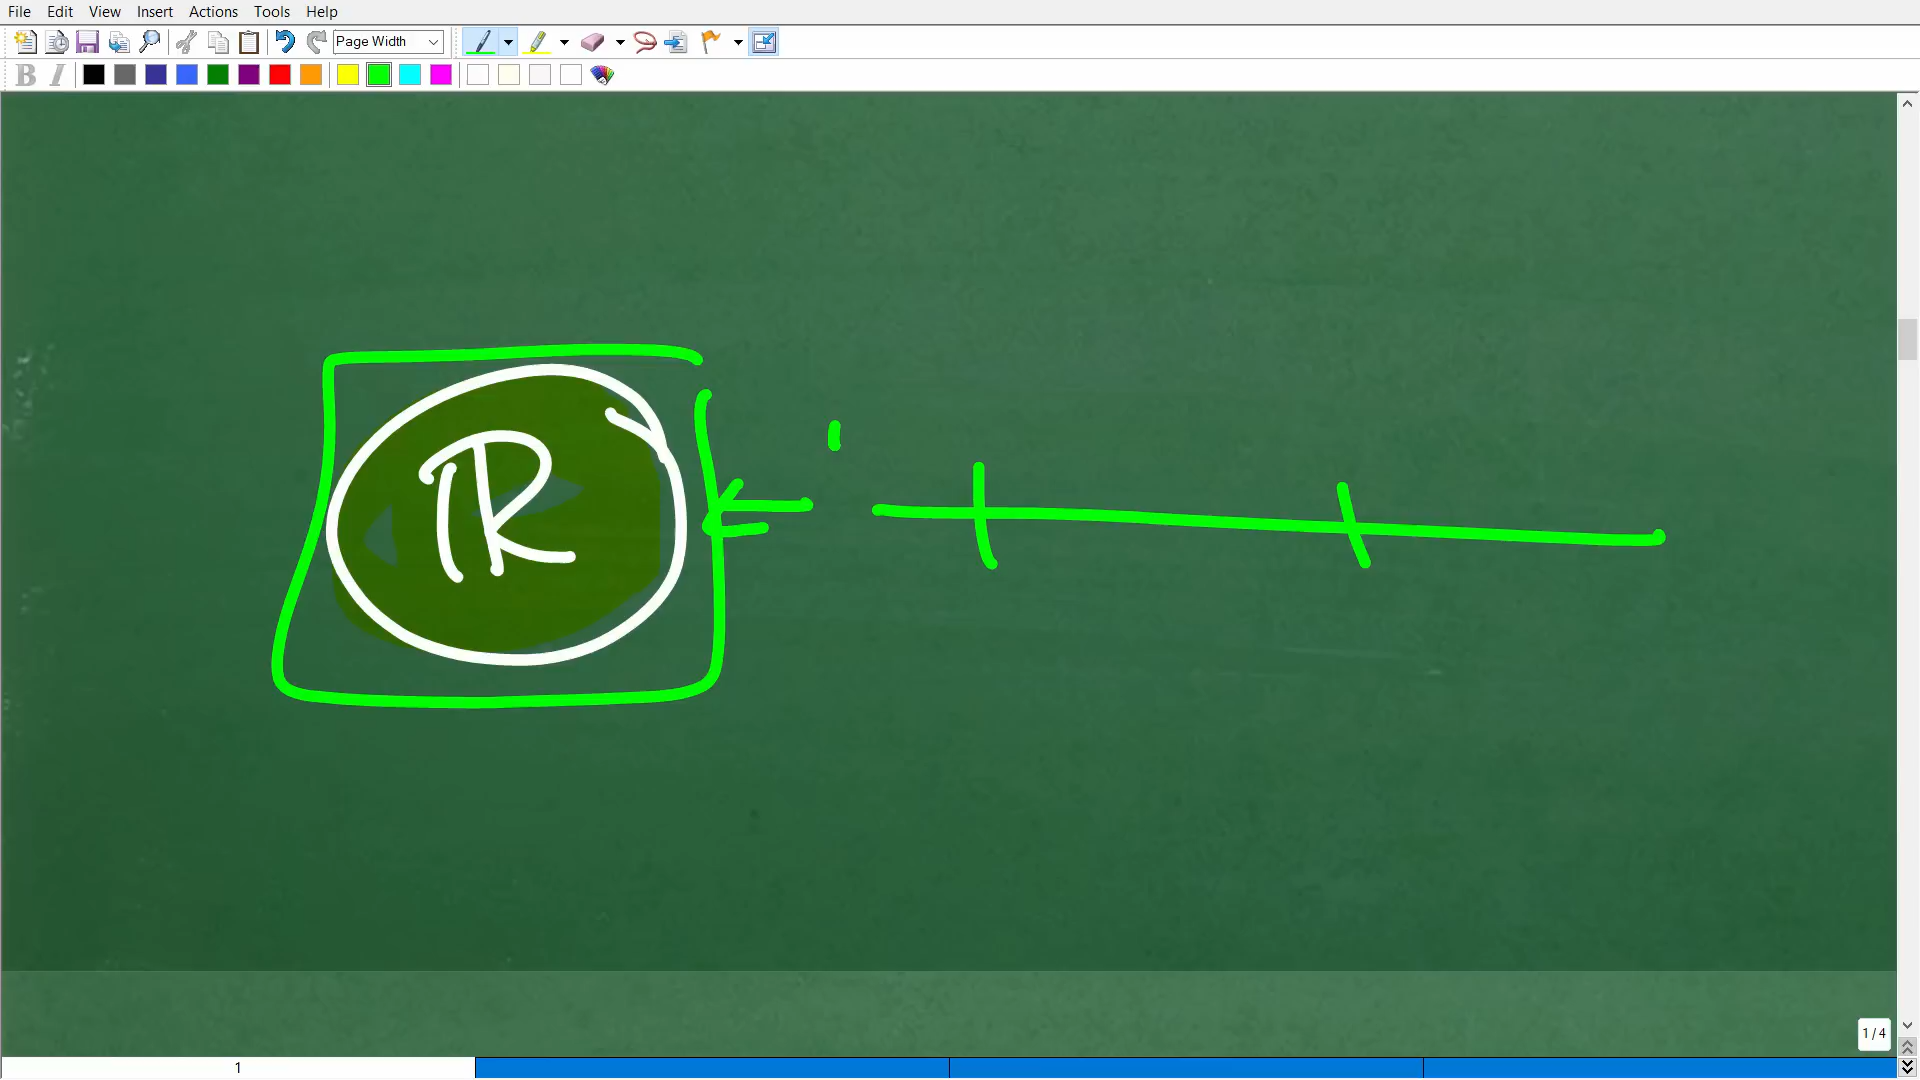 File Edit View Insert Actions Tools Help
Page Width
B I
ℝ
1 / 4
1